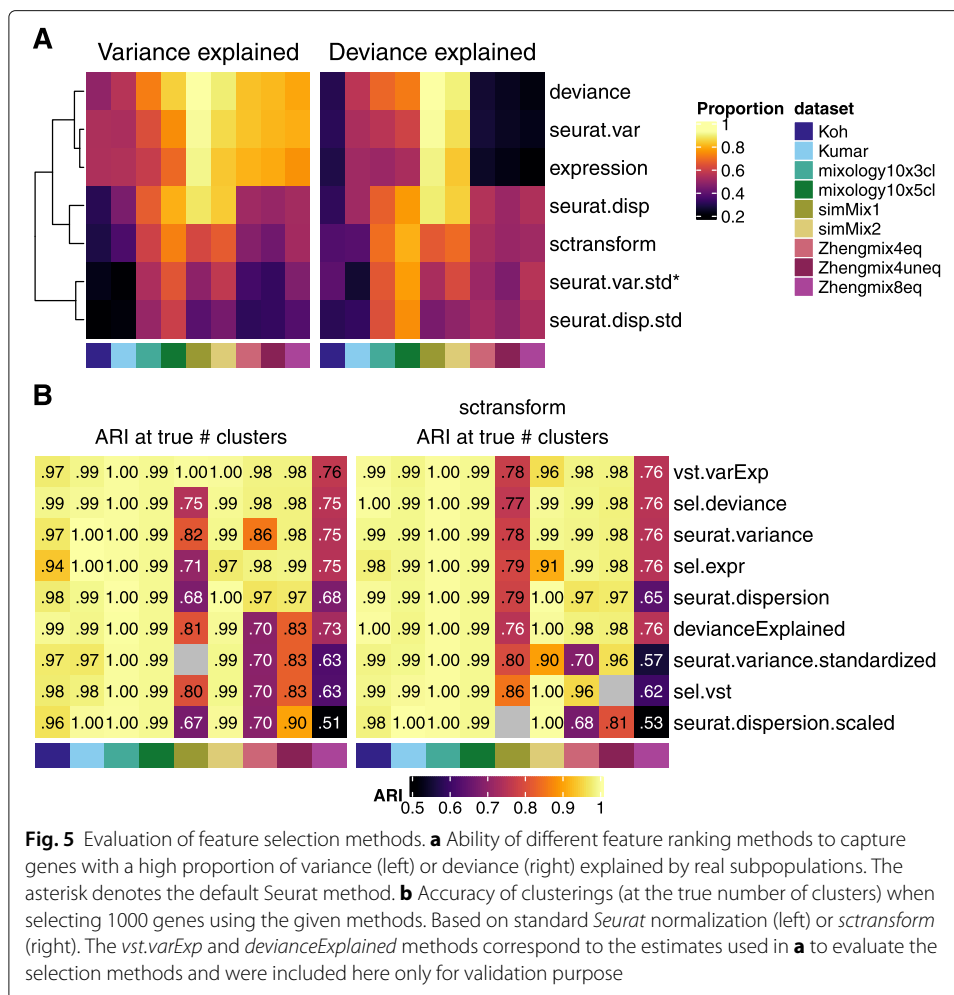 A
Variance explained
Deviance explained
deviance
seurat.var
expression
seurat.disp
sctransform
seurat.var.std*
seurat.disp.std
Proportion
1
0.8
0.6
0.4
0.2
dataset
Koh
Kumar
mixology10x3cl
mixology10x5cl
simMix1
simMix2
Zhengmix4eq
Zhengmix4uneq
Zhengmix8eq
B
sctransform
ARI at true # clusters
ARI at true # clusters
.97 .99 1.00 .99 1.00 1.00 .98 .98 .76 .99 .99 1.00 .99 .78 .96 .98 .98 .76 vst.varExp
.99 .99 1.00 .99 .75 .99 .98 .98 .75 1.00 .99 1.00 .99 .77 .99 .99 .98 .76 sel.deviance
.97 1.00 1.00 .99 .82 .99 .86 .98 .75 .99 .99 1.00 .99 .78 .99 .99 .98 .76 seurat.variance
.94 1.00 1.00 .99 .71 .97 .98 .99 .75 .98 .99 1.00 .99 .79 .91 .99 .98 .76 sel.expr
.98 .99 1.00 .99 .68 1.00 .97 .97 .68 .99 .99 1.00 .99 .79 1.00 .97 .97 .65 seurat.dispersion
.99 .99 1.00 .99 .81 .99 .70 .83 .73 1.00 .99 1.00 .99 .76 1.00 .98 .98 .76 devianceExplained
.97 .97 1.00 .99 .99 .70 .83 .63 .99 .99 1.00 .99 .80 .90 .70 .96 .57 seurat.variance.standardized
.98 .98 1.00 .99 .80 .99 .70 .83 .63 .99 .99 1.00 .99 .86 1.00 .96 .62 sel.vst
.96 1.00 1.00 .99 .67 .99 .70 .90 .51 .98 1.00 1.00 .99 1.00 .68 .81 .53 seurat.dispersion.scaled
ARI
0.5 0.6 0.7 0.8 0.9 1
Fig. 5 Evaluation of feature selection methods. a Ability of different feature ranking methods to capture
genes with a high proportion of variance (left) or deviance (right) explained by real subpopulations. The
asterisk denotes the default Seurat method. b Accuracy of clusterings (at the true number of clusters) when
selecting 1000 genes using the given methods. Based on standard Seurat normalization (left) or sctransform
(right). The vst.varExp and devianceExplained methods correspond to the estimates used in a to evaluate the
selection methods and were included here only for validation purpose